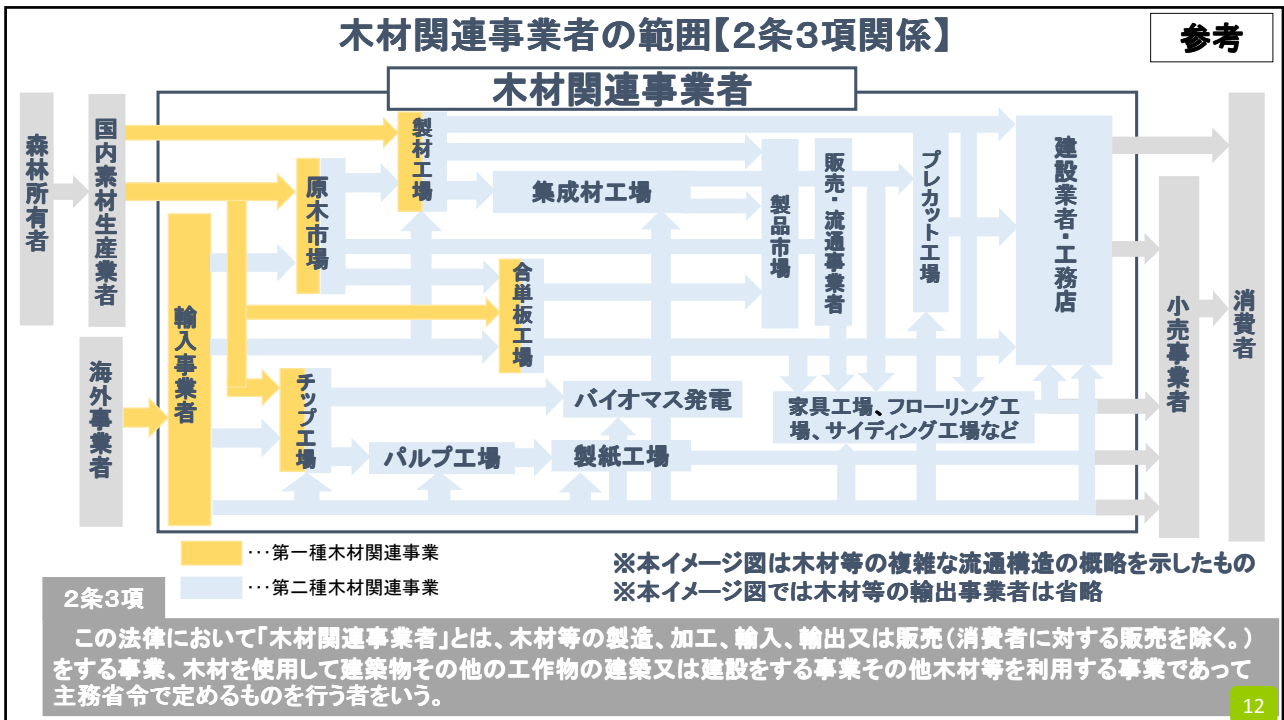 木材関連事業者の範囲【２条３項関係】
参考
木材関連事業者
森林所有者
国内素材生産業者
海外事業者
輸入事業者
原木市場
製材工場
集成材工場
合単板工場
チップ工場
パルプ工場
製紙工場
バイオマス発電
製品市場
販売・流通事業者
プレカット工場
家具工場、フローリング工
場、サイディング工場など
建設業者・工務店
小売事業者
消費者
･･･第一種木材関連事業
･･･第二種木材関連事業
※本イメージ図は木材等の複雑な流通構造の概略を示したもの
※本イメージ図では木材等の輸出事業者は省略
２条３項
この法律において「木材関連事業者」とは、木材等の製造、加工、輸入、輸出又は販売（消費者に対する販売を除く。）
をする事業、木材を使用して建築物その他の工作物の建築又は建設をする事業その他木材等を利用する事業であって
主務省令で定めるものを行う者をいう。
12